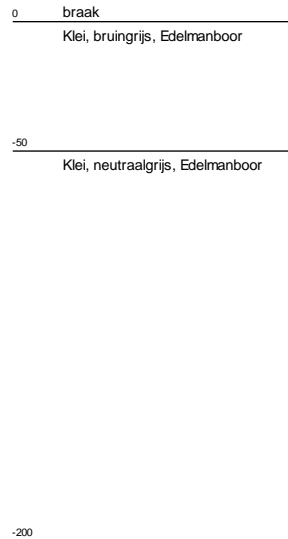 0 braak
Klei, bruingrijs, Edelmanboor
-50
Klei, neutraalgrijs, Edelmanboor
-200